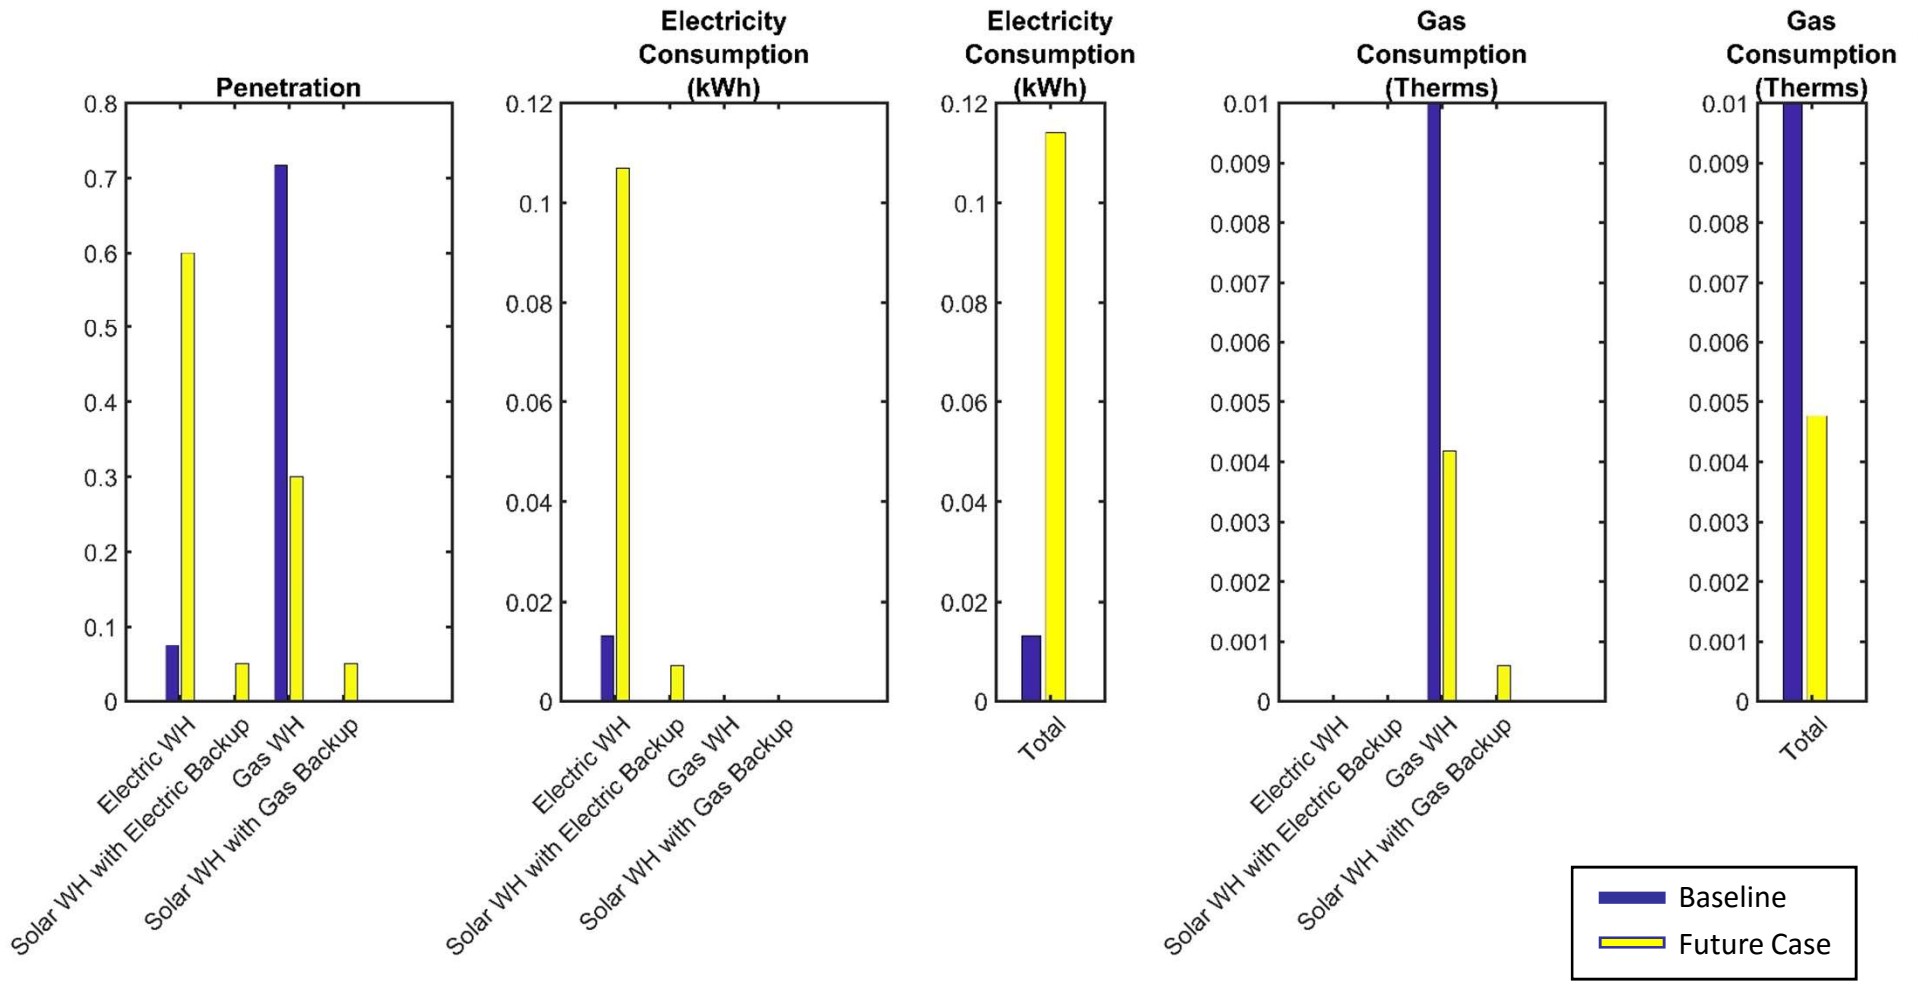 Penetration
0.8
0.7
0.6
0.5
0.4
0.3
0.2
0.1
0
Electric WH
Solar WH with Electric Backup
Gas WH
Solar WH with Gas Backup
Electricity
Consumption
(kWh)
0.12
0.1
0.08
0.06
0.04
0.02
0
Electric WH
Solar WH with Electric Backup
Gas WH
Solar WH with Gas Backup
Electricity
Consumption
(kWh)
0.12
0.1
0.08
0.06
0.04
0.02
0
Total
Gas
Consumption
(Therms)
0.01
0.009
0.008
0.007
0.006
0.005
0.004
0.003
0.002
0.001
0
Electric WH
Solar WH with Electric Backup
Gas WH
Solar WH with Gas Backup
Gas
Consumption
(Therms)
0.01
0.009
0.008
0.007
0.006
0.005
0.004
0.003
0.002
0.001
0
Total
Baseline
Future Case